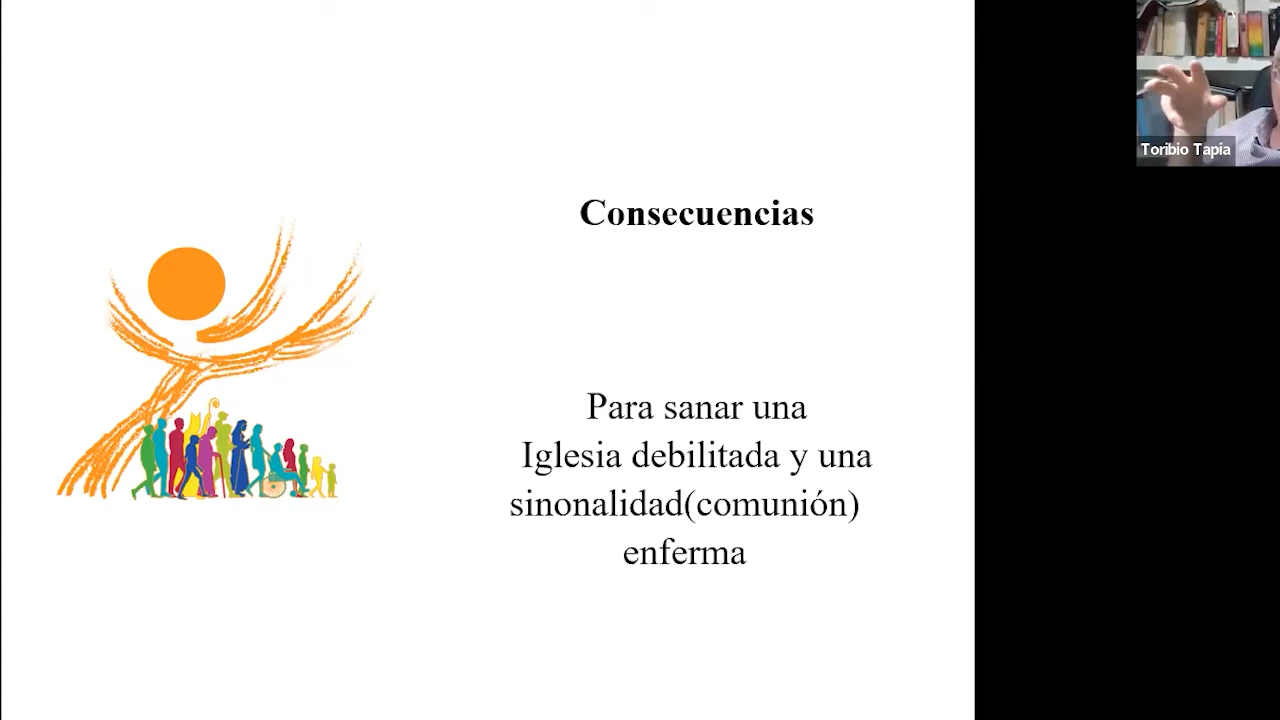 Consecuencias
Para sanar una
Iglesia debilitada y una
sinonalidad(comunión)
enferma
Toribio Tapia